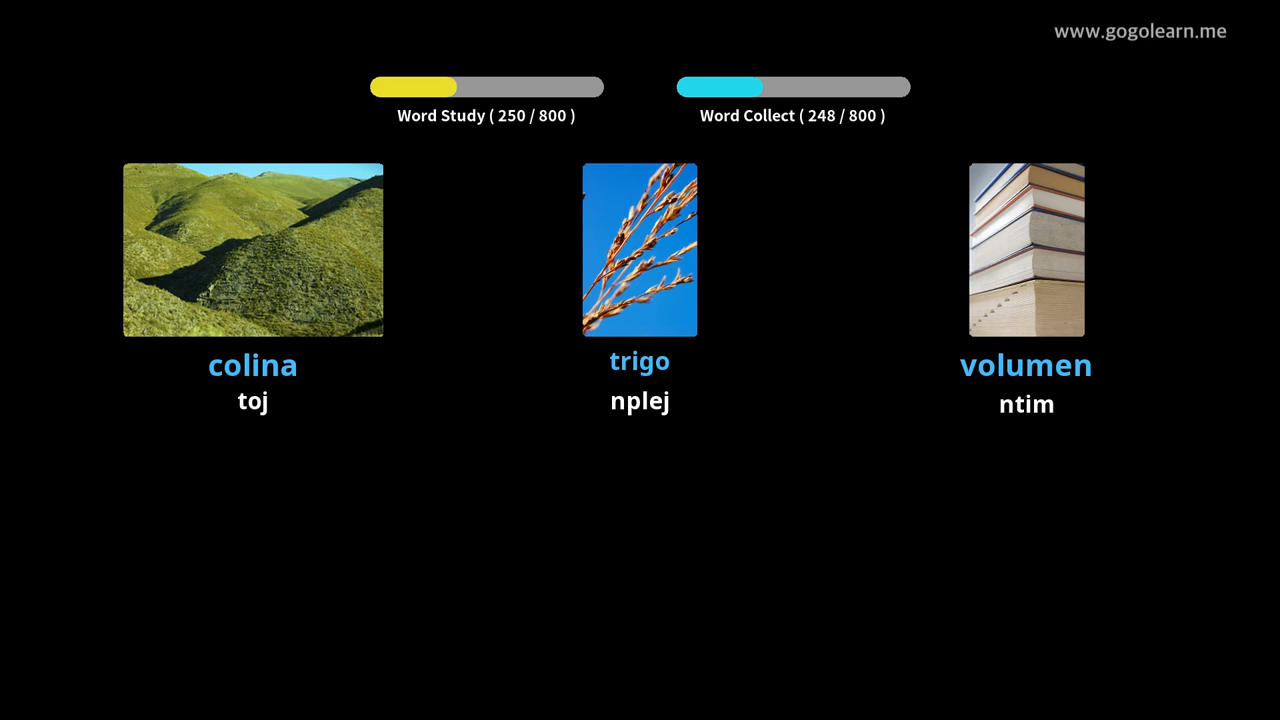 www.gogolearn.me
Word Study ( 250 / 800 )
Word Collect ( 248 / 800 )
colina
toj
trigo
nplej
volumen
ntim